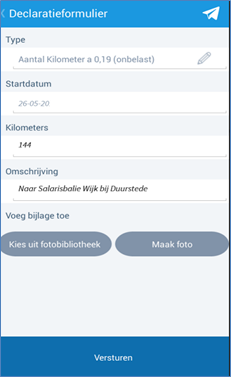 Declaratieformulier
Type
Aantal Kilometer a 0,19 (onbelast)
Startdatum
26-05-20
Kilometers
144
Omschrijving
Naar Salarisbalie Wijk bij Duurstede
Voeg bijlage toe
Kies uit fotobibliotheek
Maak foto
Versturen